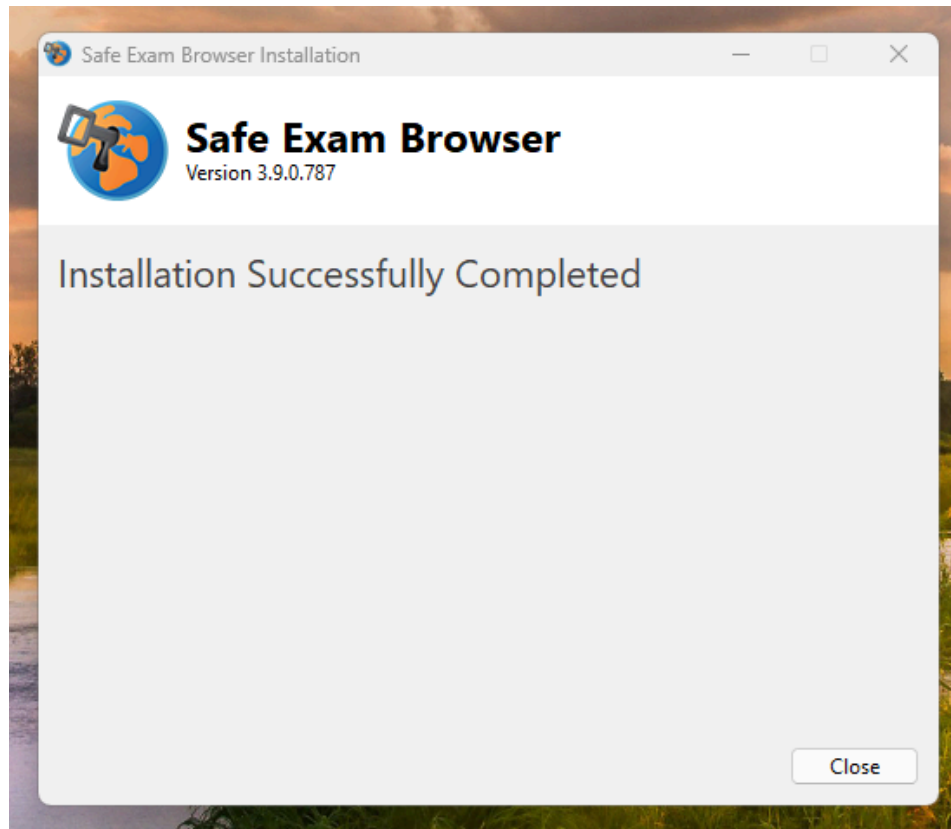 Safe Exam Browser Installation
Safe Exam Browser
Version 3.9.0.787
Installation Successfully Completed
Close